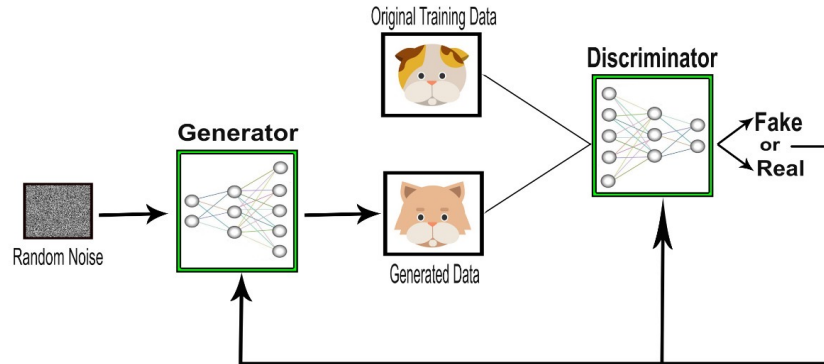 Original Training Data
Discriminator
Generator
Fake
or
Real
Random Noise
Generated Data